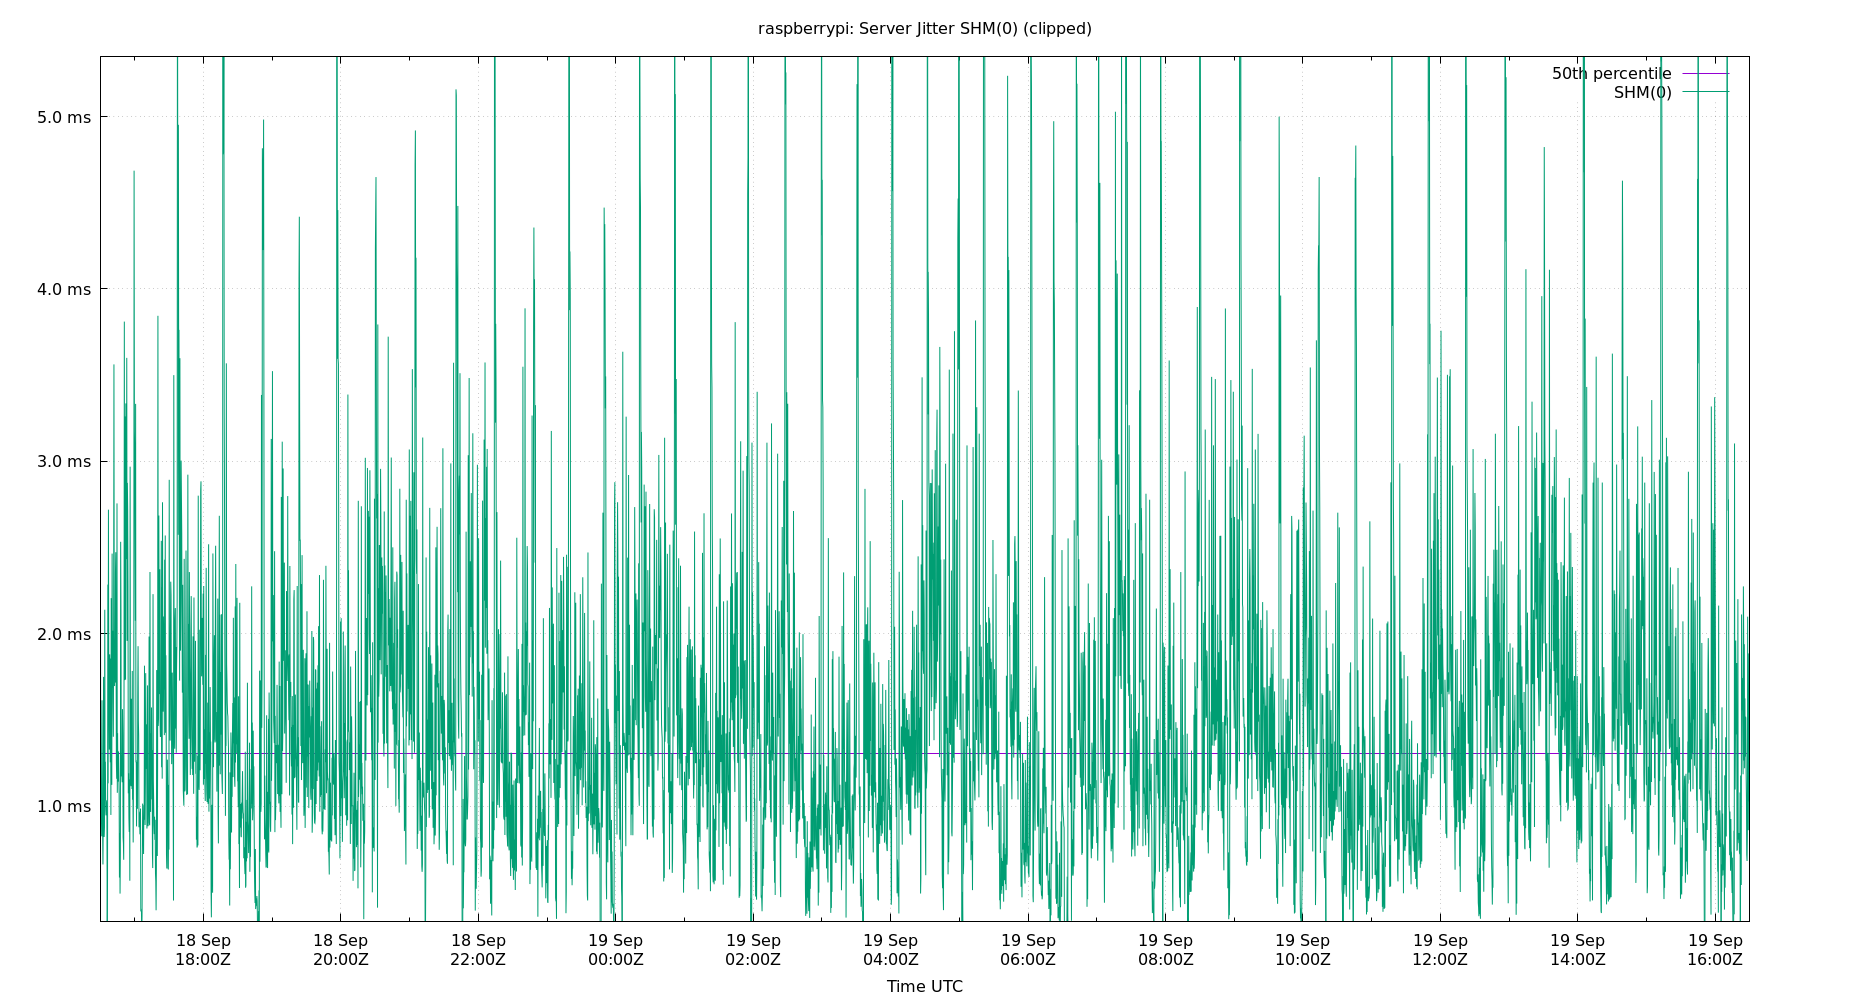 raspberrypi: Server Jitter SHM(0) (clipped)
50th percentile
SHM(0)
5.0 ms
4.0 ms
3.0 ms
2.0 ms
1.0 ms
18 Sep 18 Sep 18 Sep 19 Sep 19 Sep 19 Sep 19 Sep 19 Sep 19 Sep 19 Sep 19 Sep 19 Sep
18:00Z 20:00Z 22:00Z 00:00Z 02:00Z 04:00Z 06:00Z 08:00Z 10:00Z 12:00Z 14:00Z 16:00Z
Time UTC